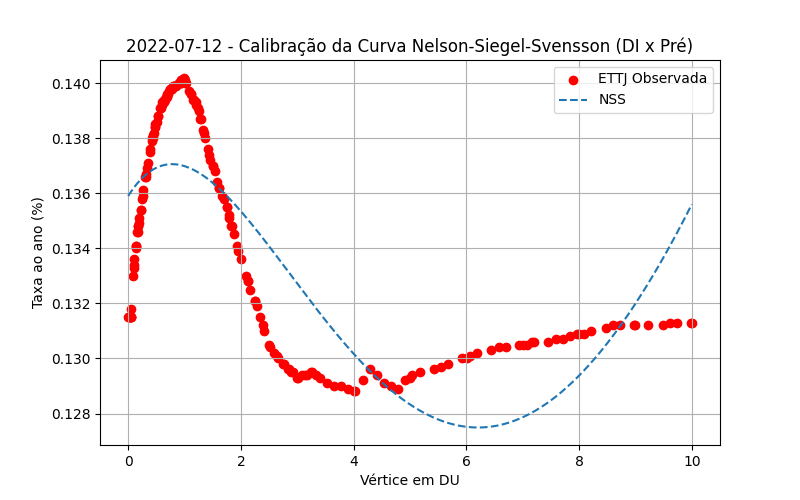 2022-07-12 - Calibração da Curva Nelson-Siegel-Svensson (DI x Pré)
ETTJ Observada
NSS
Taxa ao ano (%)
0.140
0.138
0.136
0.134
0.132
0.130
0.128
0 2 4 6 8 10
Vértice em DU